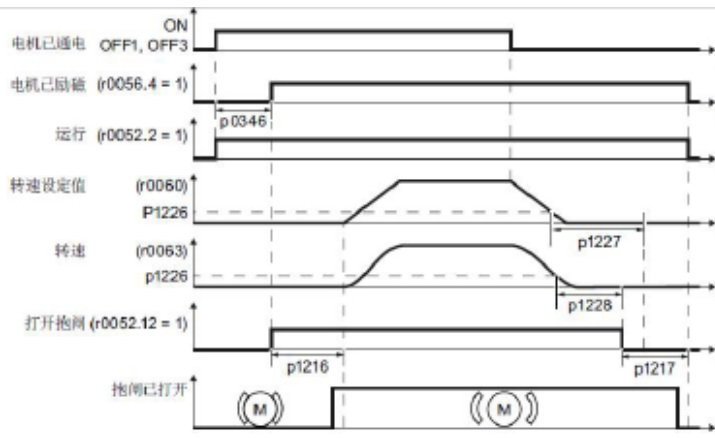 ON
电机已通电 OFF1, OFF3
电机已励磁 (r0056.4 = 1)
p0346
运行 (r0052.2 = 1)
转速设定值 (r0060)
P1226
p1227
转速 (r0063)
p1226
p1228
打开抱闸 (r0052.12 = 1)
p1216
p1217
抱闸已打开
M
M